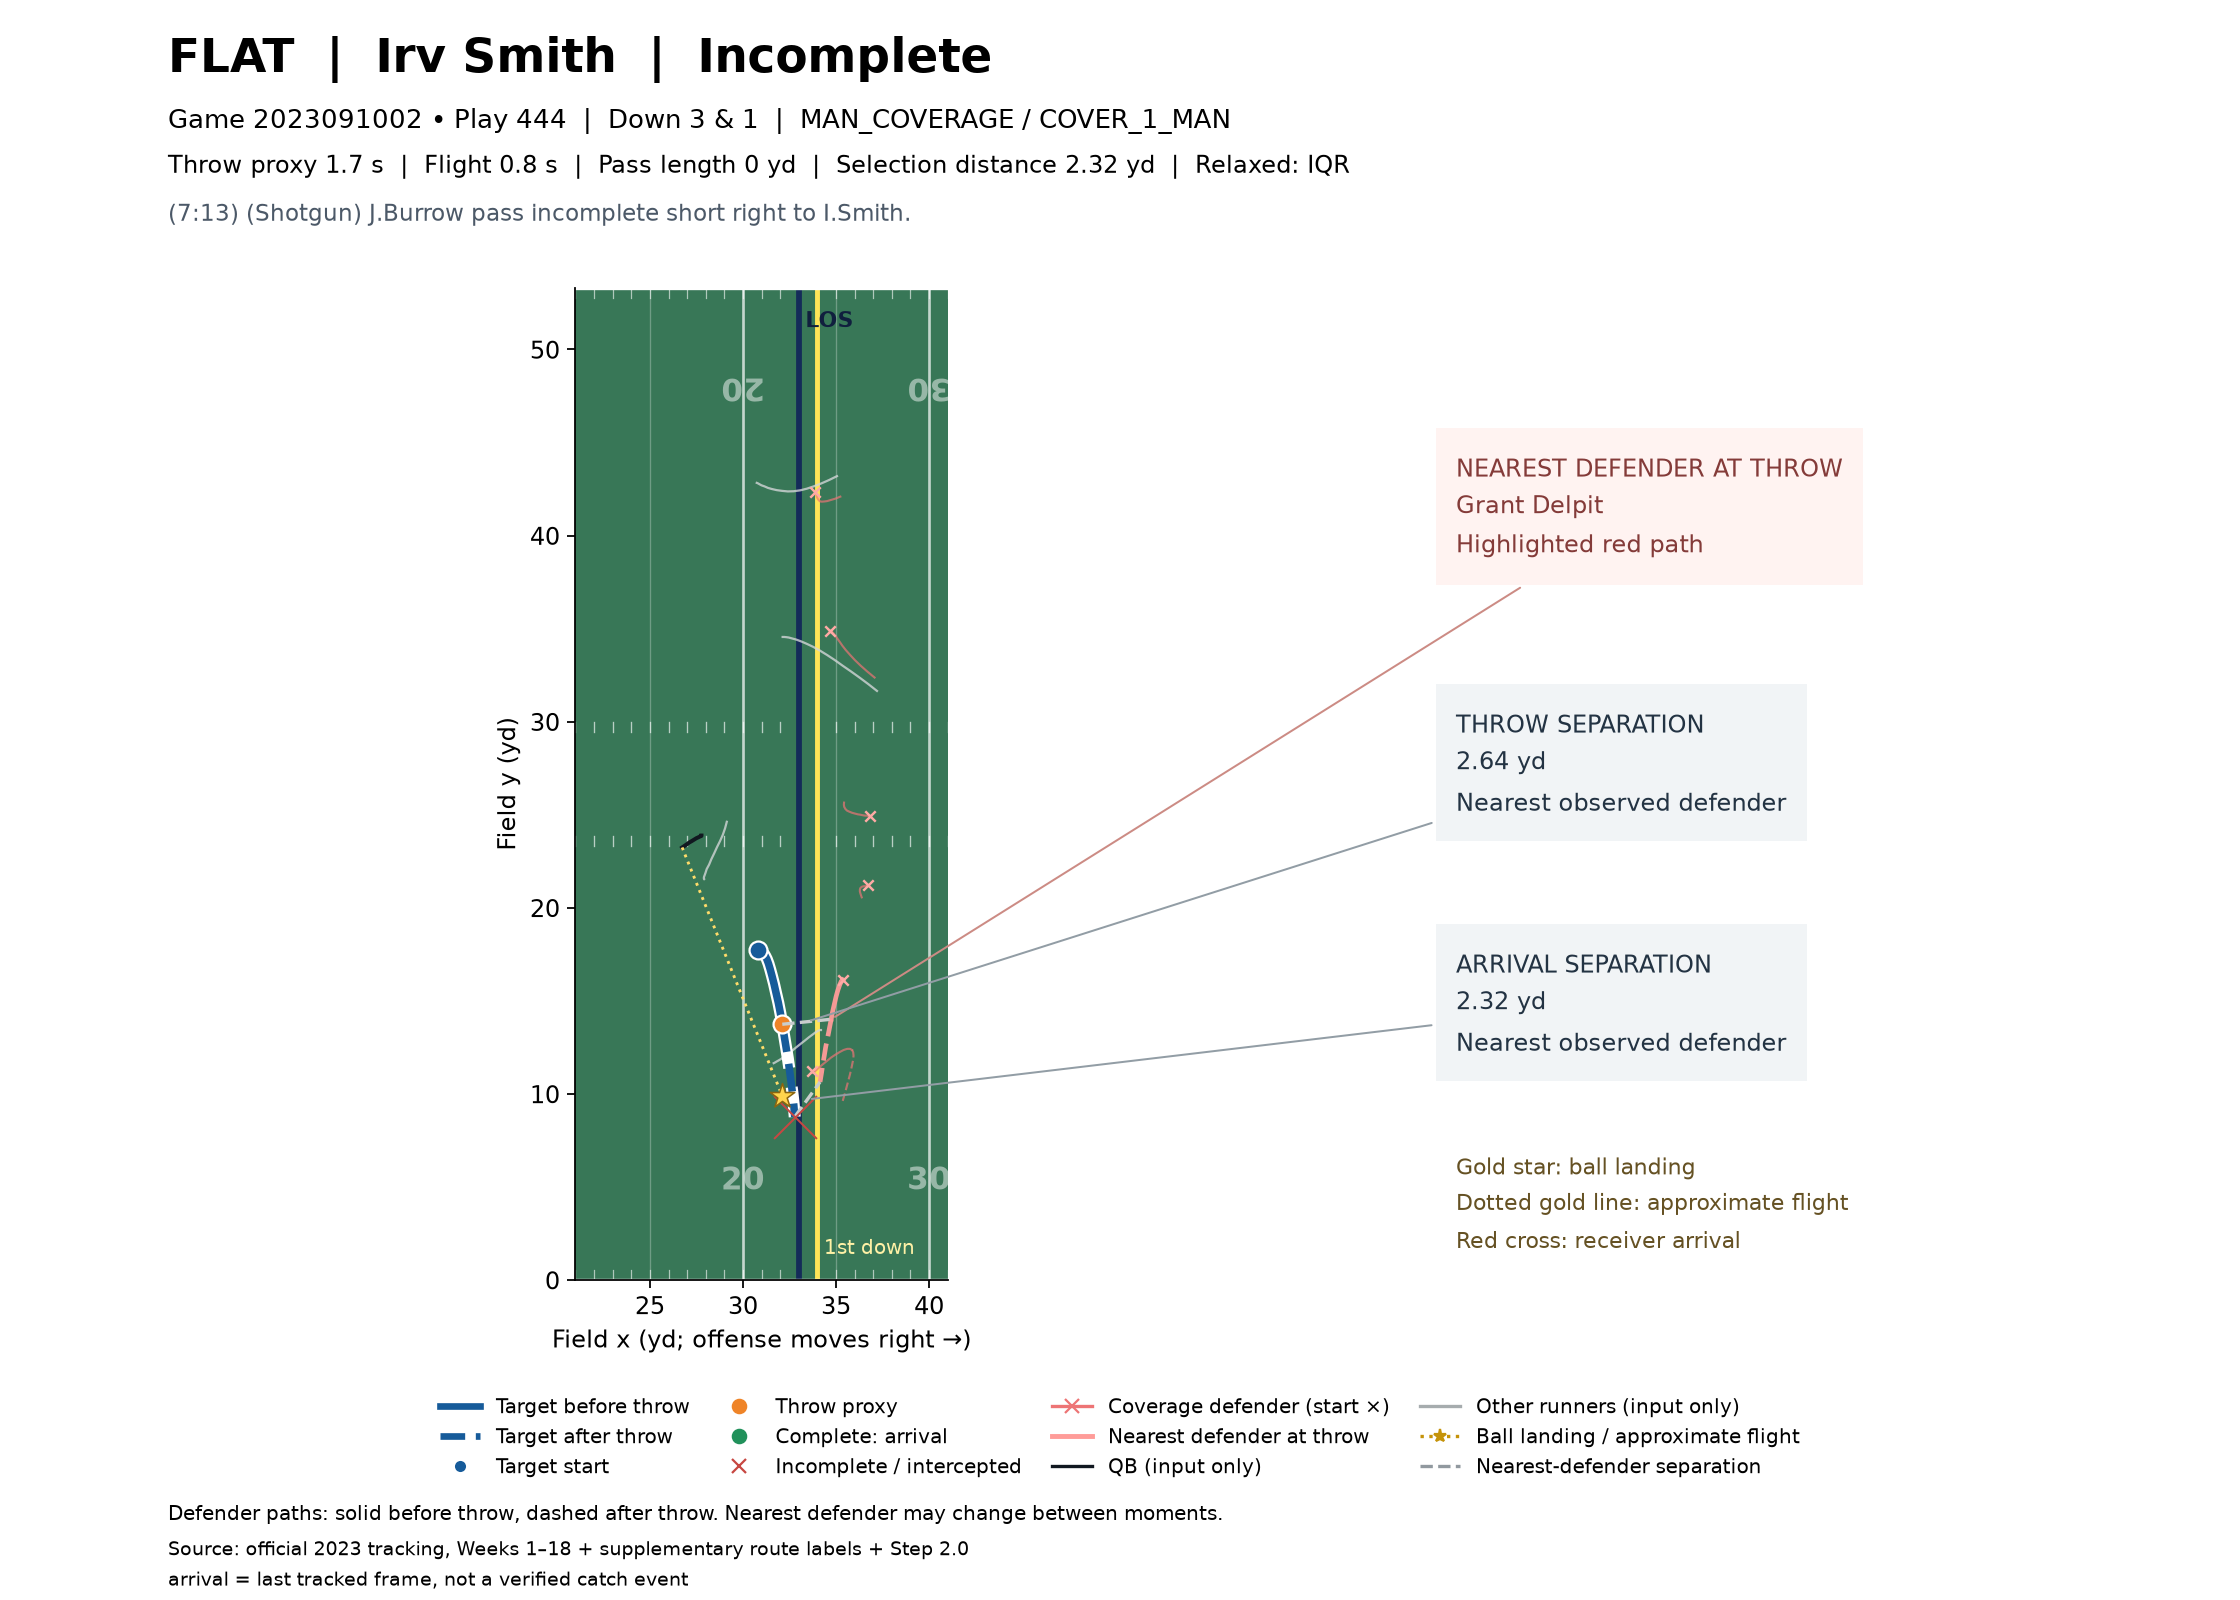 FLAT | Irv Smith | Incomplete
Game 2023091002 • Play 444 | Down 3 & 1 | MAN_COVERAGE / COVER_1_MAN
Throw proxy 1.7 s | Flight 0.8 s | Pass length 0 yd | Selection distance 2.32 yd | Relaxed: IQR
(7:13) (Shotgun) J.Burrow pass incomplete short right to I.Smith.
LOS
50
20
30
40
30
20
10
0
Field y (yd)
20
30
1st down
25
30
35
40
Field x (yd; offense moves right →)
NEAREST DEFENDER AT THROW
Grant Delpit
Highlighted red path
THROW SEPARATION
2.64 yd
Nearest observed defender
ARRIVAL SEPARATION
2.32 yd
Nearest observed defender
Gold star: ball landing
Dotted gold line: approximate flight
Red cross: receiver arrival
Target before throw
Target after throw
Target start
Throw proxy
Complete: arrival
Incomplete / intercepted
Coverage defender (start ×)
Nearest defender at throw
QB (input only)
Other runners (input only)
Ball landing / approximate flight
Nearest-defender separation
Defender paths: solid before throw, dashed after throw. Nearest defender may change between moments.
Source: official 2023 tracking, Weeks 1–18 + supplementary route labels + Step 2.0
arrival = last tracked frame, not a verified catch event